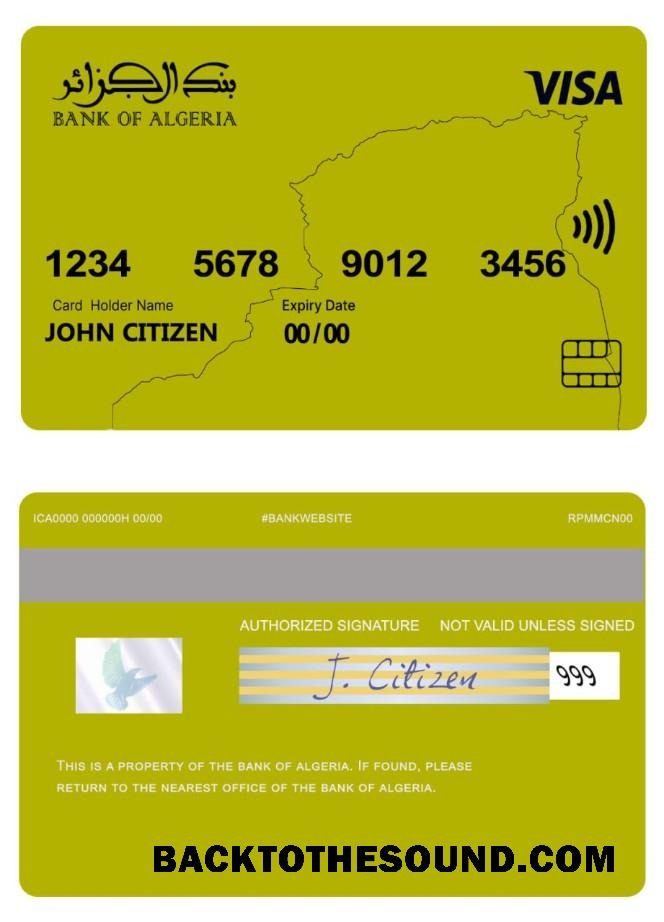 بنك الجزائر
BANK OF ALGERIA
VISA
1234 5678 9012 3456
Card Holder Name Expiry Date
JOHN CITIZEN 00/00
ICA0000 000000H 00/00 #BANKWEBSITE RPMMCN00
AUTHORIZED SIGNATURE NOT VALID UNLESS SIGNED
J. Citizen 999
THIS IS A PROPERTY OF THE BANK OF ALGERIA. IF FOUND, PLEASE
RETURN TO THE NEAREST OFFICE OF THE BANK OF ALGERIA.
BACKTOTHESOUND.COM